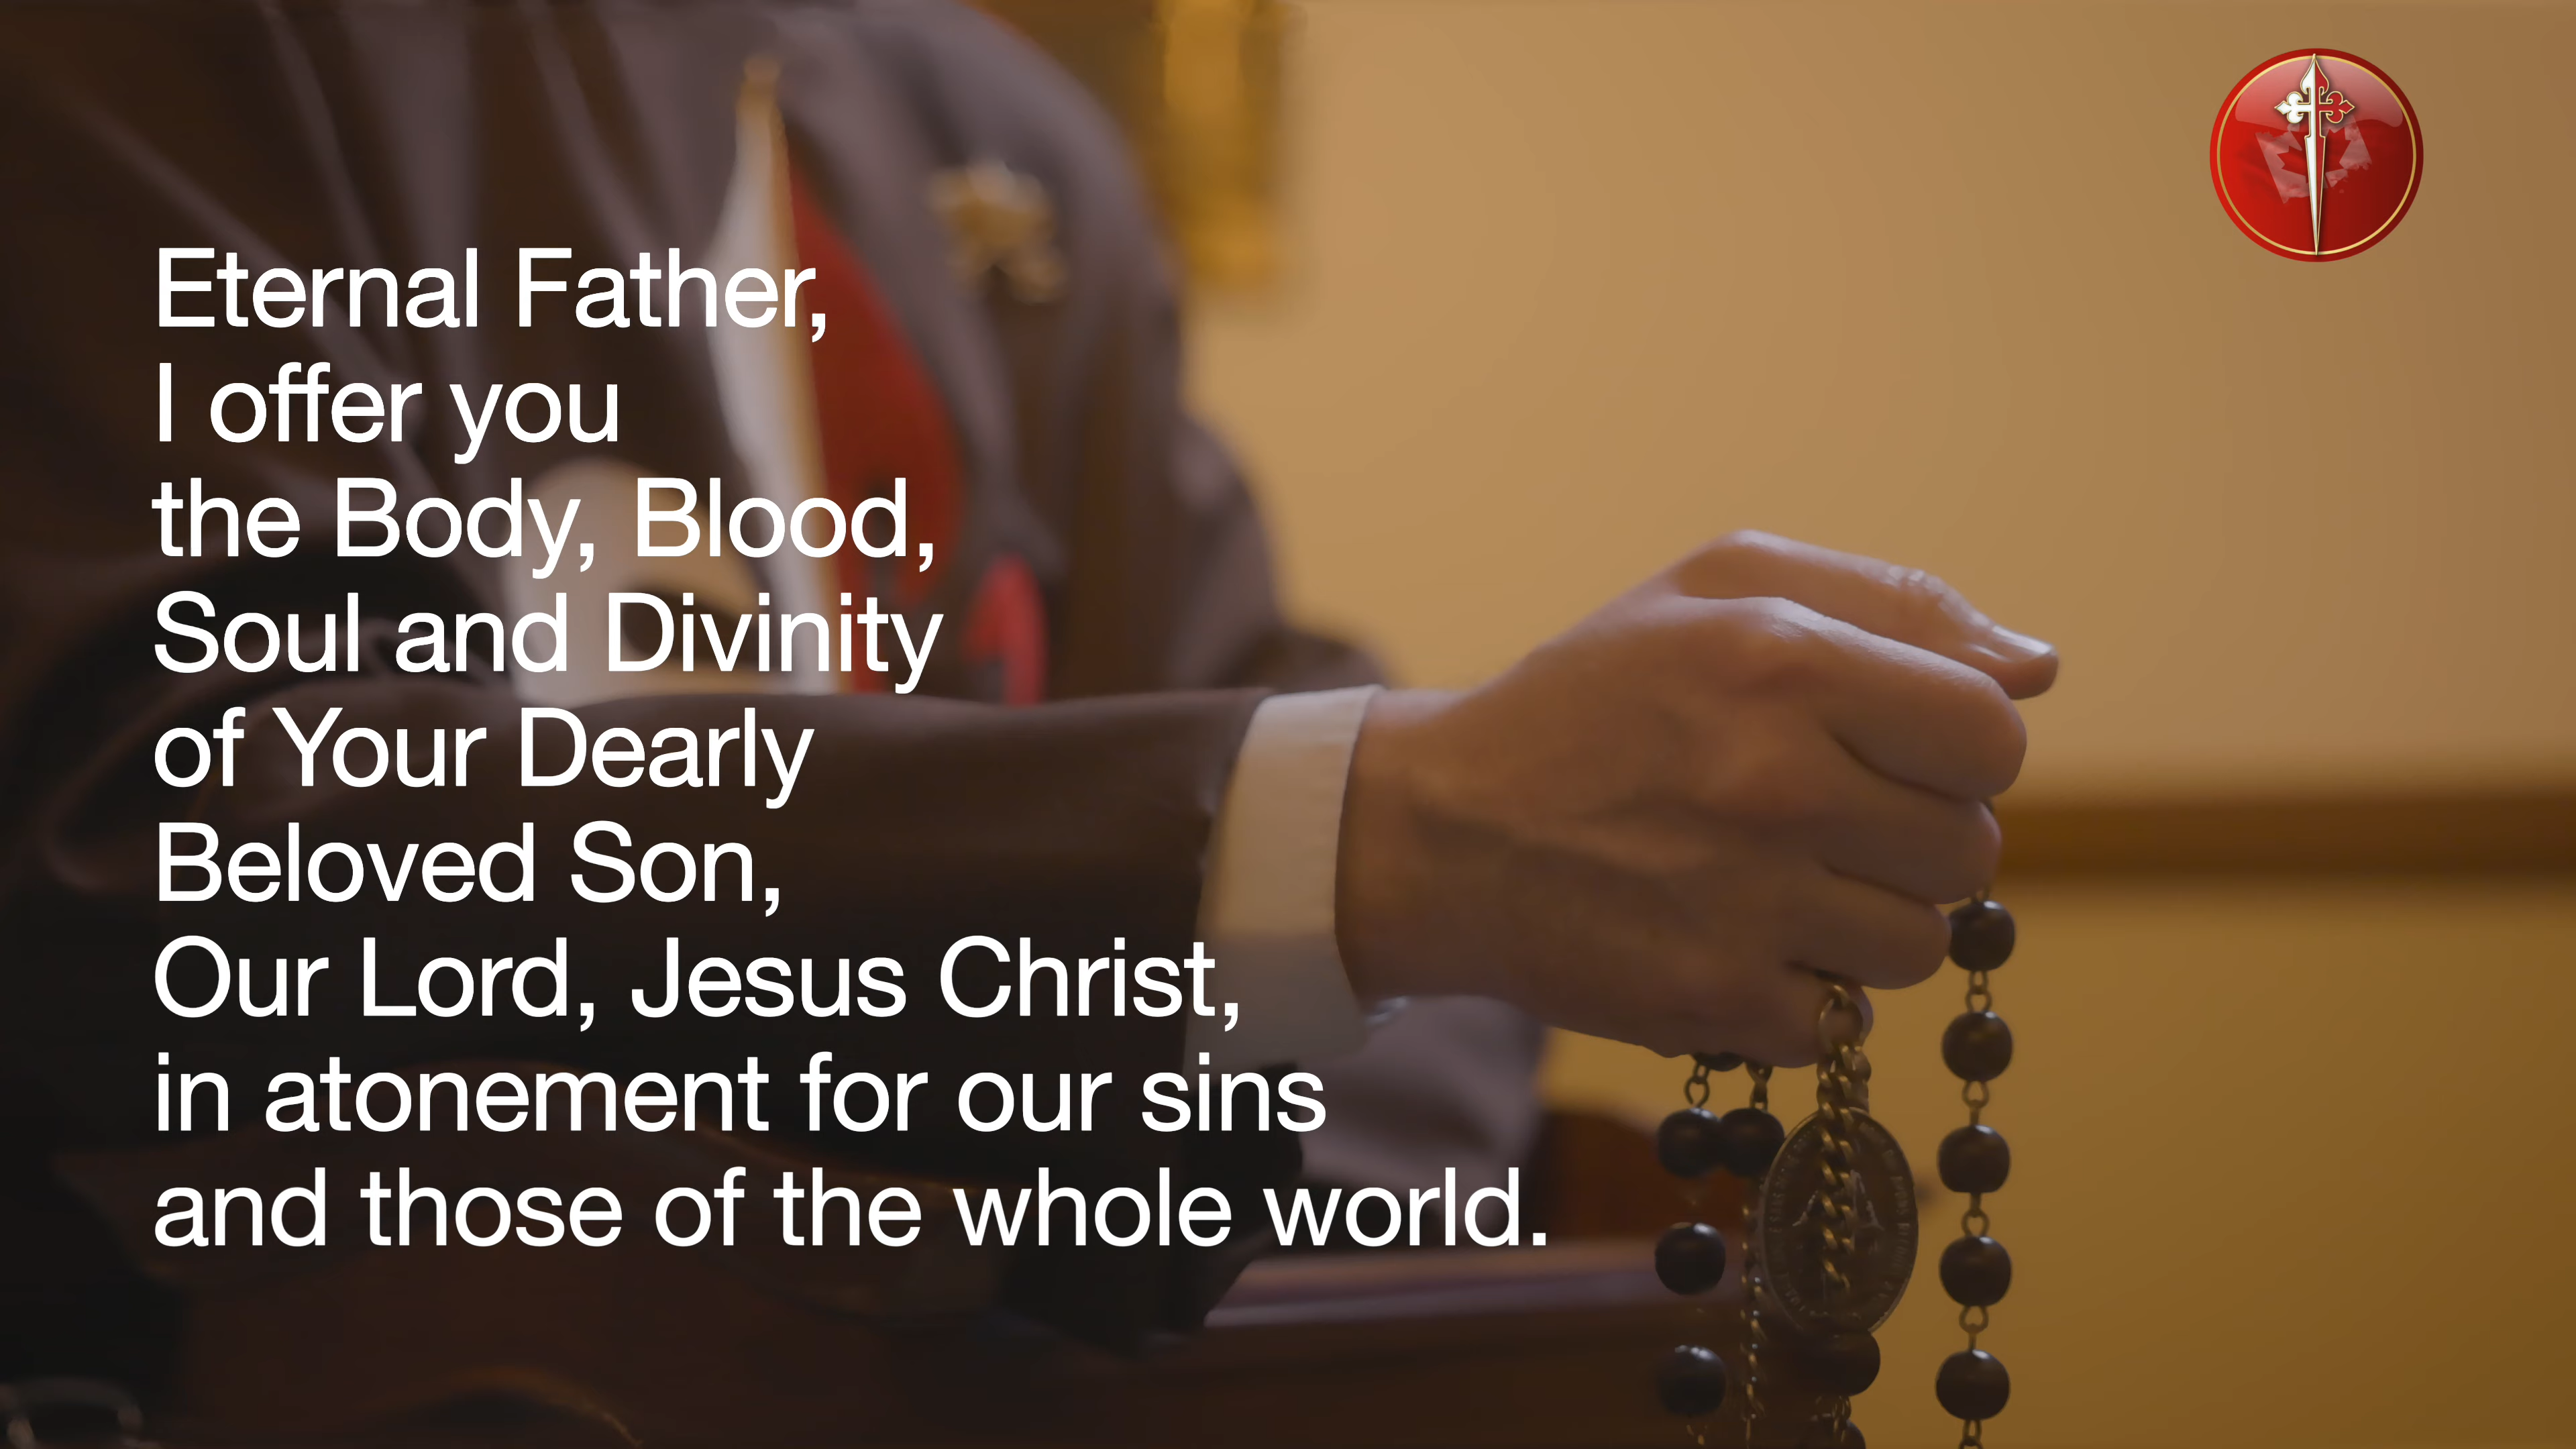 Eternal Father,
I offer you
the Body, Blood,
Soul and Divinity
of Your Dearly
Beloved Son,
Our Lord, Jesus Christ,
in atonement for our sins
and those of the whole world.